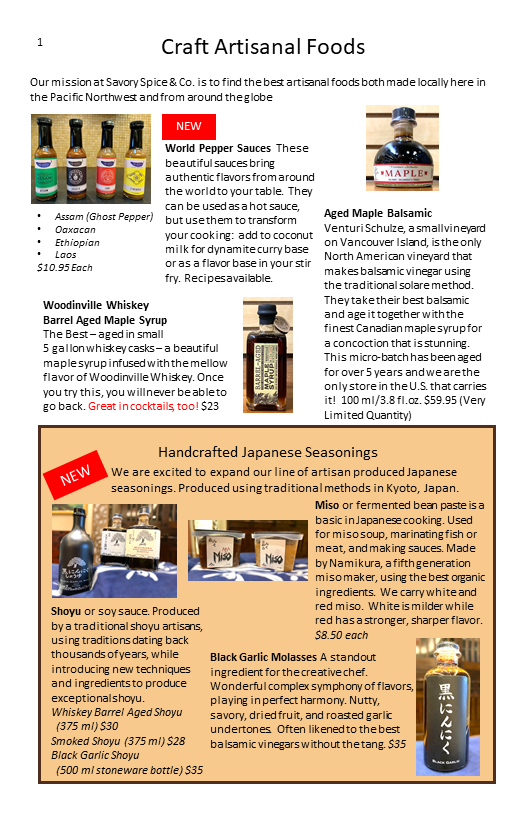 1
Craft Artisanal Foods
Our mission at Savory Spice & Co. is to find the best artisanal foods both made locally here in
the Pacific Northwest and from around the globe
NEW
World Pepper Sauces These
beautiful sauces bring
authentic flavors from around
the world to your table. They
can be used as a hot sauce,
but use them to transform
your cooking: add to coconut
milk for dynamite curry base
or as a flavor base in your stir
fry. Recipes available.
• Assam (Ghost Pepper)
• Oaxacan
• Ethiopian
• Laos
$10.95 Each
MAPLE
Aged Maple Balsamic
Venturi Schulze, a small vineyard
on Vancouver Island, is the only
North American vineyard that
makes balsamic vinegar using
the traditional solare method.
They take their best balsamic
and age it together with the
finest Canadian maple syrup for
a concoction that is stunning.
This micro-batch has been aged
for over 5 years and we are the
only store in the U.S. that carries
it! 100 ml/3.8 fl.oz. $59.95 (Very
Limited Quantity)
Woodinville Whiskey
Barrel Aged Maple Syrup
The Best – aged in small
5 gallon whiskey casks – a beautiful
maple syrup infused with the mellow
flavor of Woodinville Whiskey. Once
you try this, you will never be able to
go back. Great in cocktails, too! $23
BARREL-AGED
MAPLE
SYRUP
Handcrafted Japanese Seasonings
NEW
We are excited to expand our line of artisan produced Japanese
seasonings. Produced using traditional methods in Kyoto, Japan.
黒にんにく
Miso
Miso
Miso or fermented bean paste is a
basic in Japanese cooking. Used
for miso soup, marinating fish or
meat, and making sauces. Made
by Namikura, a fifth generation
miso maker, using the best organic
ingredients. We carry white and
red miso. White is milder while
red has a stronger, sharper flavor.
$8.50 each
Shoyu or soy sauce. Produced
by a traditional shoyu artisans,
using traditions dating back
thousands of years, while
introducing new techniques
and ingredients to produce
exceptional shoyu.
Whiskey Barrel Aged Shoyu
(375 ml) $30
Smoked Shoyu (375 ml) $28
Black Garlic Shoyu
(500 ml stoneware bottle) $35
Black Garlic Molasses A standout
ingredient for the creative chef.
Wonderful complex symphony of flavors,
playing in perfect harmony. Nutty,
savory, dried fruit, and roasted garlic
undertones. Often likened to the best
balsamic vinegars without the tang. $35
黒にんにく
BLACK GARLIC